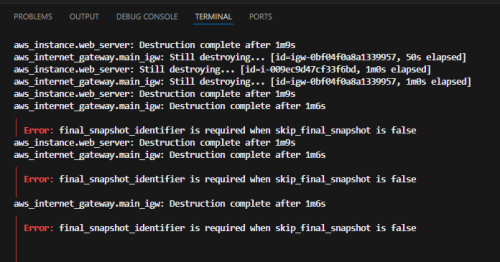 PROBLEMS OUTPUT DEBUG CONSOLE TERMINAL PORTS
aws_instance.web_server: Destruction complete after 1m9s
aws_internet_gateway.main_igw: Still destroying... [id=igw-0bf04f0a8a1339957, 50s elapsed]
aws_instance.web_server: Still destroying... [id=i-009ec9d47cf33f6bd, 1m0s elapsed]
aws_internet_gateway.main_igw: Still destroying... [id=igw-0bf04f0a8a1339957, 1m0s elapsed]
aws_instance.web_server: Destruction complete after 1m9s
aws_internet_gateway.main_igw: Destruction complete after 1m6s
Error: final_snapshot_identifier is required when skip_final_snapshot is false
aws_instance.web_server: Destruction complete after 1m9s
aws_internet_gateway.main_igw: Destruction complete after 1m6s
Error: final_snapshot_identifier is required when skip_final_snapshot is false
aws_internet_gateway.main_igw: Destruction complete after 1m6s
Error: final_snapshot_identifier is required when skip_final_snapshot is false